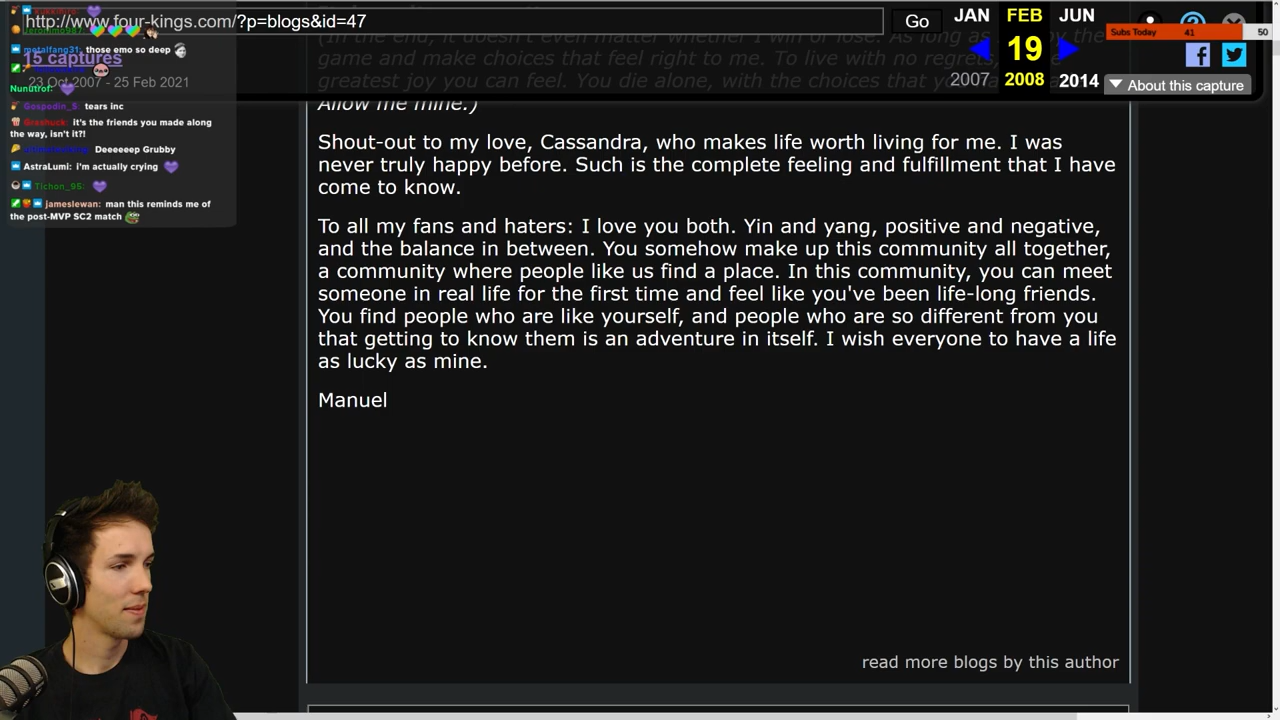 http://www.four-kings.com/?p=blogs&id=47
Go
JAN FEB JUN
19
2007 2008 2014
15 captures
23 Oct 2007 - 25 Feb 2021
About this capture
Subs Today 41 50
metalfang31: those emo so deep
Nunutrof:
Gospodin_S: tears inc
Greshuck: it's the friends you made along
the way, isn't it?!
Deeeeeep Grubby
AstraLumi: i'm actually crying
Tichon_95:
jameslewan: man this reminds me of
the post-MVP SC2 match
(In the end, it doesn't even matter whether I win or lose. As long as by the
game and make choices that feel right to me. To live with no regrets,
greatest joy you can feel. You die alone, with the choices that you
Allow me mine.)
Shout-out to my love, Cassandra, who makes life worth living for me. I was
never truly happy before. Such is the complete feeling and fulfillment that I have
come to know.
To all my fans and haters: I love you both. Yin and yang, positive and negative,
and the balance in between. You somehow make up this community all together,
a community where people like us find a place. In this community, you can meet
someone in real life for the first time and feel like you've been life-long friends.
You find people who are like yourself, and people who are so different from you
that getting to know them is an adventure in itself. I wish everyone to have a life
as lucky as mine.
Manuel
read more blogs by this author